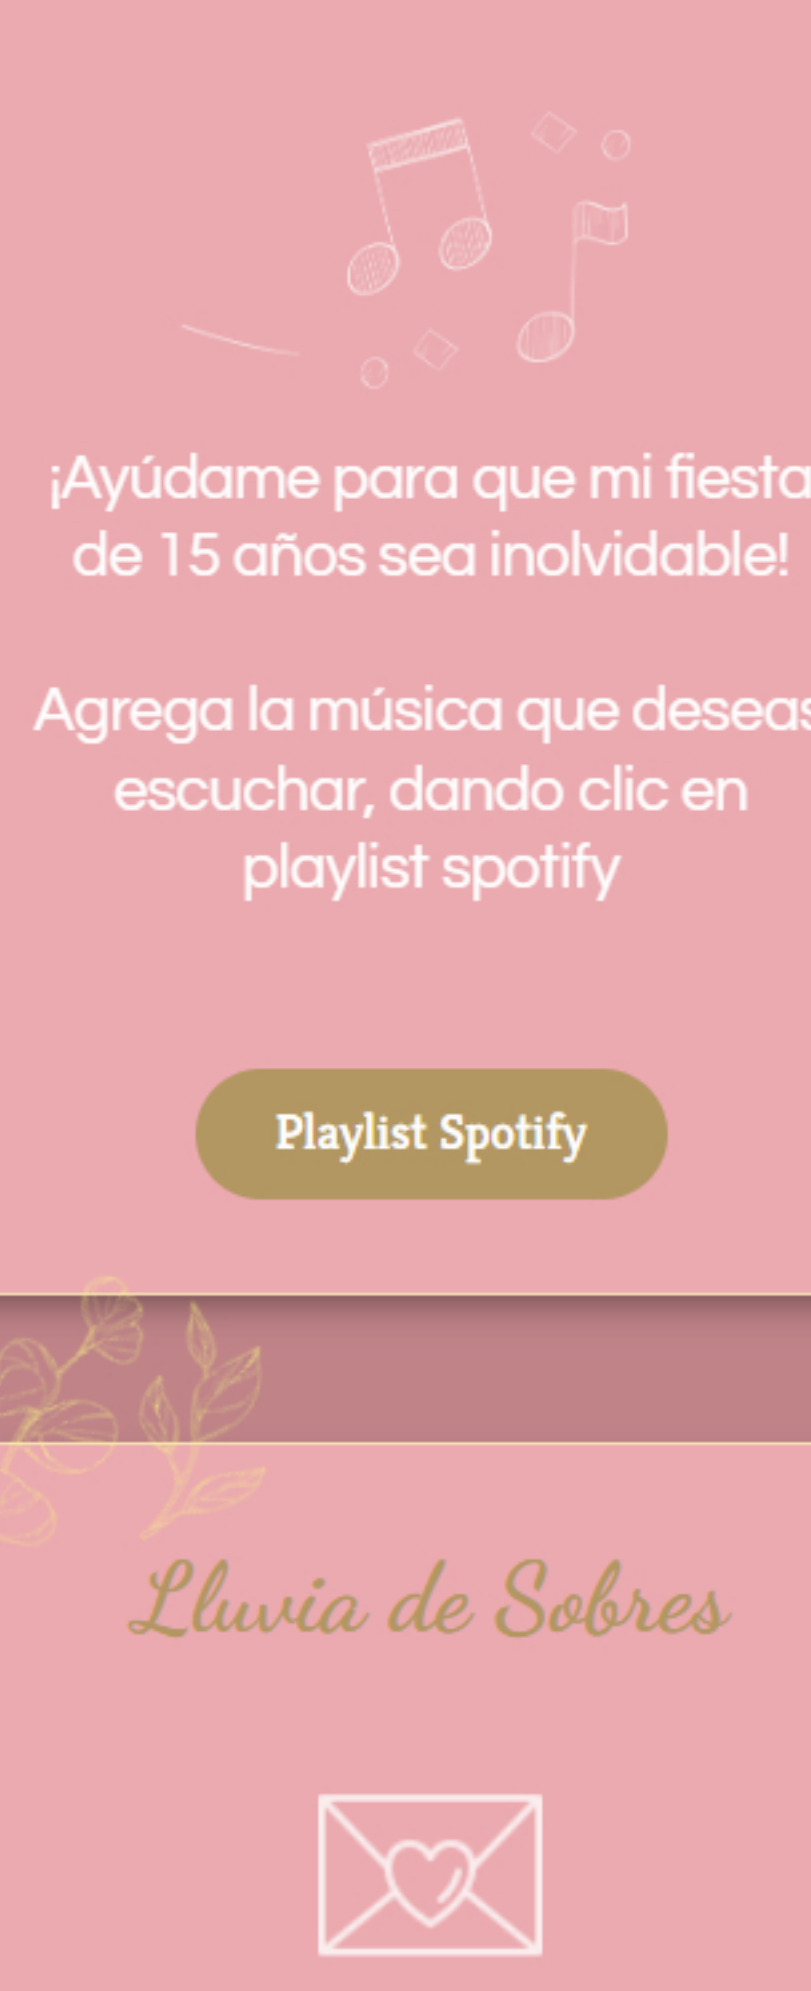 ¡Ayúdame para que mi fiesta
de 15 años sea inolvidable!
Agrega la música que deseas
escuchar, dando clic en
playlist spotify
Playlist Spotify
Lluvia de Sobres